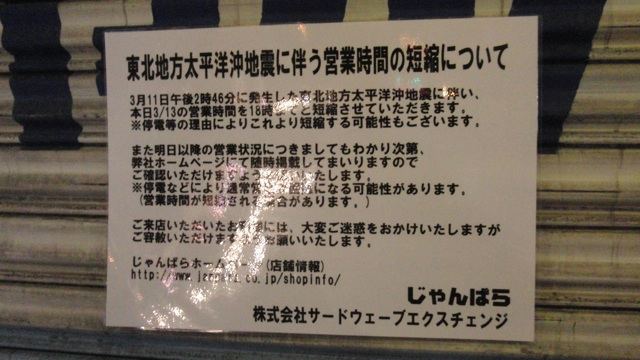 東北地方太平洋沖地震に伴う営業時間の短縮について
3月11日午後2時46分に発生した東北地方太平洋沖地震に伴い、
本日3/13の営業時間を18時までと短縮させていただきます。
※停電等の理由によりこれより短縮する可能性もございます。
また明日以降の営業状況につきましてもわかり次第、
弊社ホームページにて随時掲載してまいりますので
ご確認いただけますよう いいたします。
※停電などにより通常営業 になる可能性があります。
(営業時間が短縮される場合があります。)
ご来店いただいたお客様には、大変ご迷惑をおかけいたしますが
ご容赦いただけますようお願いいたします。
じゃんぱらホームページ(店舗情報)
http://www.janpara.co.jp/shopinfo/
じゃんぱら
株式会社サードウェーブエクスチェンジ